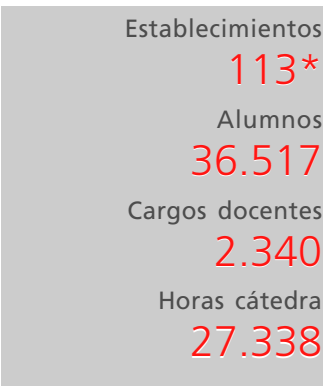 Establecimientos
113*
Alumnos
36.517
Cargos docentes
2.340
Horas cátedra
27.338